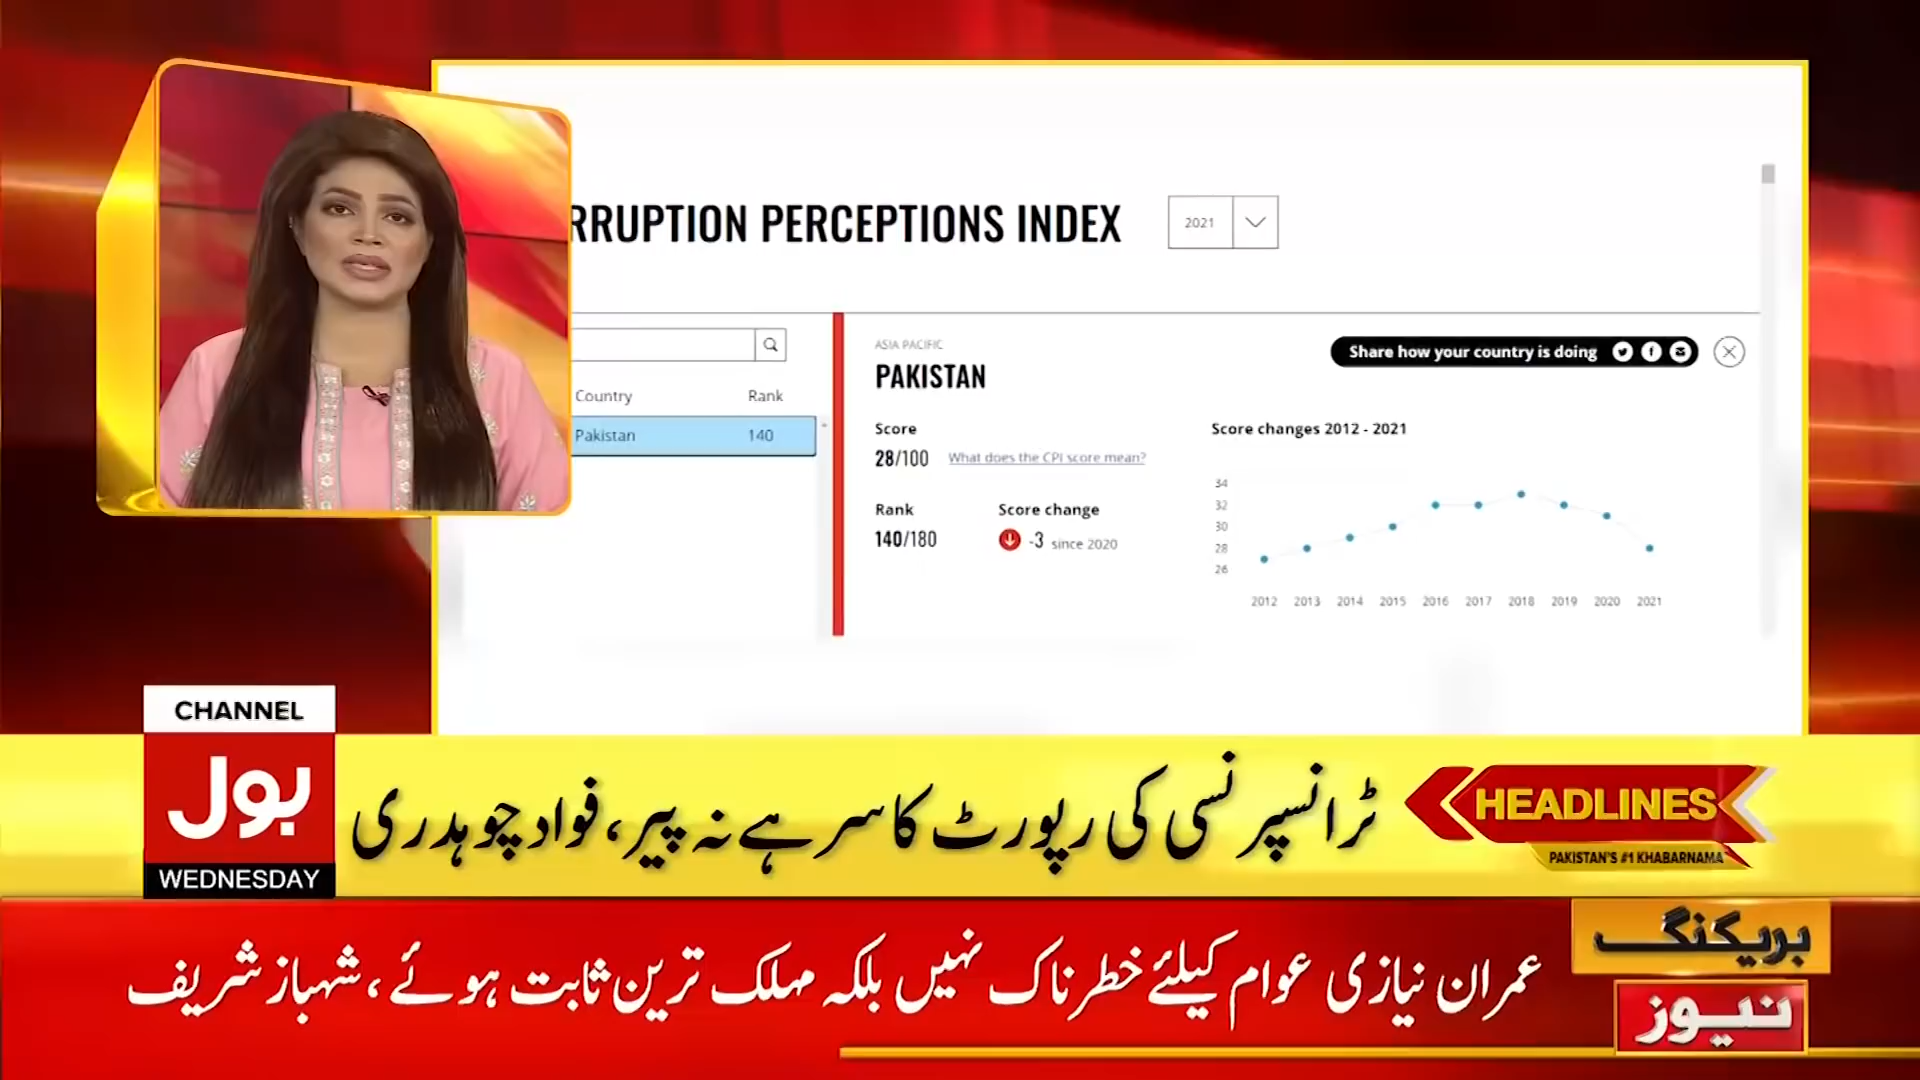 RRUPTION PERCEPTIONS INDEX
2021
ASIA PACIFIC
PAKISTAN
Share how your country is doing
Country Rank
Pakistan 140
Score
28/100 What does the CPI score mean?
Rank
140/180
Score change
-3 since 2020
Score changes 2012 - 2021
34
32
30
28
26
2012 2013 2014 2015 2016 2017 2018 2019 2020 2021
CHANNEL
بول
WEDNESDAY
ٹرانسپرنسی کی رپورٹ کا سر ہے نہ پیر، فواد چوہدری
HEADLINES
PAKISTAN'S #1 KHABARNAMA
بریکنگ
نیوز
عمران نیازی عوام کیلئے خطرناک نہیں بلکہ مہلک ترین ثابت ہوئے، شہباز شریف